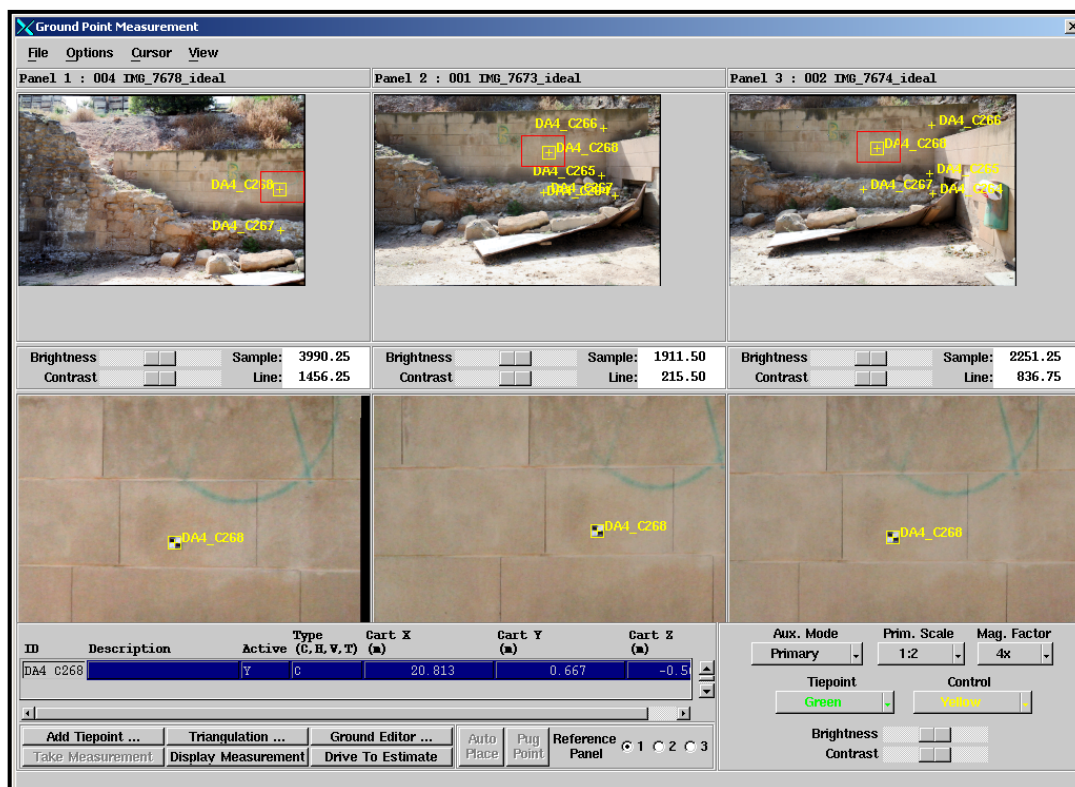 Ground Point Measurement
File Options Cursor View
Panel 1 : 004 IMG_7678_ideal
Panel 2 : 001 IMG_7673_ideal
Panel 3 : 002 IMG_7674_ideal
DA4_C268
DA4_C267
DA4_C266
DA4_C268
DA4_C265
DA4_C266
DA4_C268
DA4_C265
DA4_C267 DA4_C264
Brightness Sample: 3990.25
Contrast Line: 1456.25
Brightness Sample: 1911.50
Contrast Line: 215.50
Brightness Sample: 2251.25
Contrast Line: 836.75
DA4_C268
DA4_C268
DA4_C268
Type Cart X Cart Y Cart Z
ID Description Active (C,H,V,T) (m) (m) (m)
DA4 C268 Y C 20.813 0.667 -0.5
Add Tiepoint ... Triangulation ... Ground Editor ...
Take Measurement Display Measurement Drive To Estimate
Auto Place
Pug Point
Reference Panel 1 2 3
Aux. Mode Prim. Scale Mag. Factor
Primary 1:2 4x
Tiepoint Control
Green Yellow
Brightness
Contrast